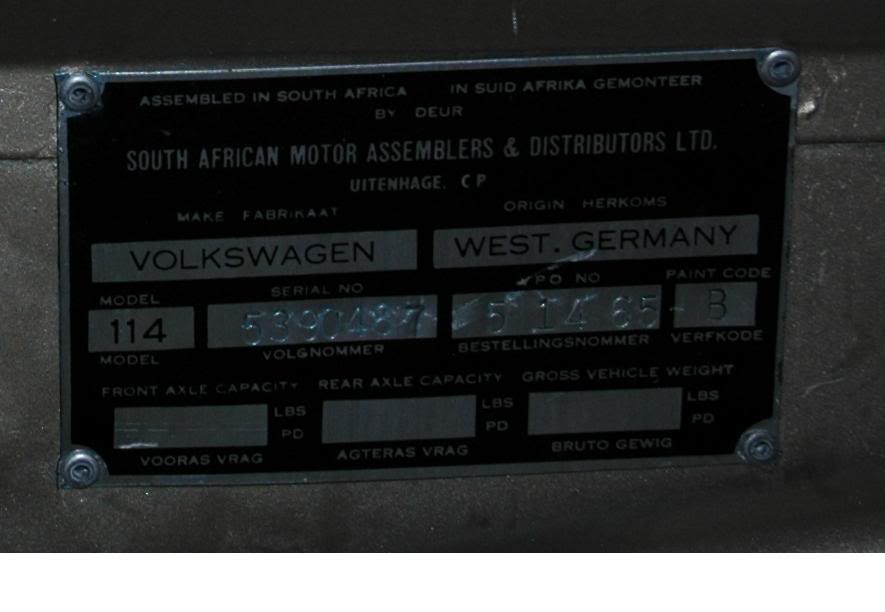 ASSEMBLED IN SOUTH AFRICA IN SUID AFRIKA GEMONTEER
BY DEUR
SOUTH AFRICAN MOTOR ASSEMBLERS & DISTRIBUTORS LTD.
UITENHAGE. C P
MAKE FABRIKAAT ORIGIN HERKOMS
VOLKSWAGEN WEST. GERMANY
MODEL SERIAL NO KPO NO PAINT CODE
114 5390487 5 14 65 B
MODEL VOLGNOMMER BESTELLINGSNOMMER VERFKODE
FRONT AXLE CAPACITY REAR AXLE CAPACITY GROSS VEHICLE WEIGHT
LBS LBS LBS
PD PD PD
VOORAS VRAG AGTERAS VRAG BRUTO GEWIG